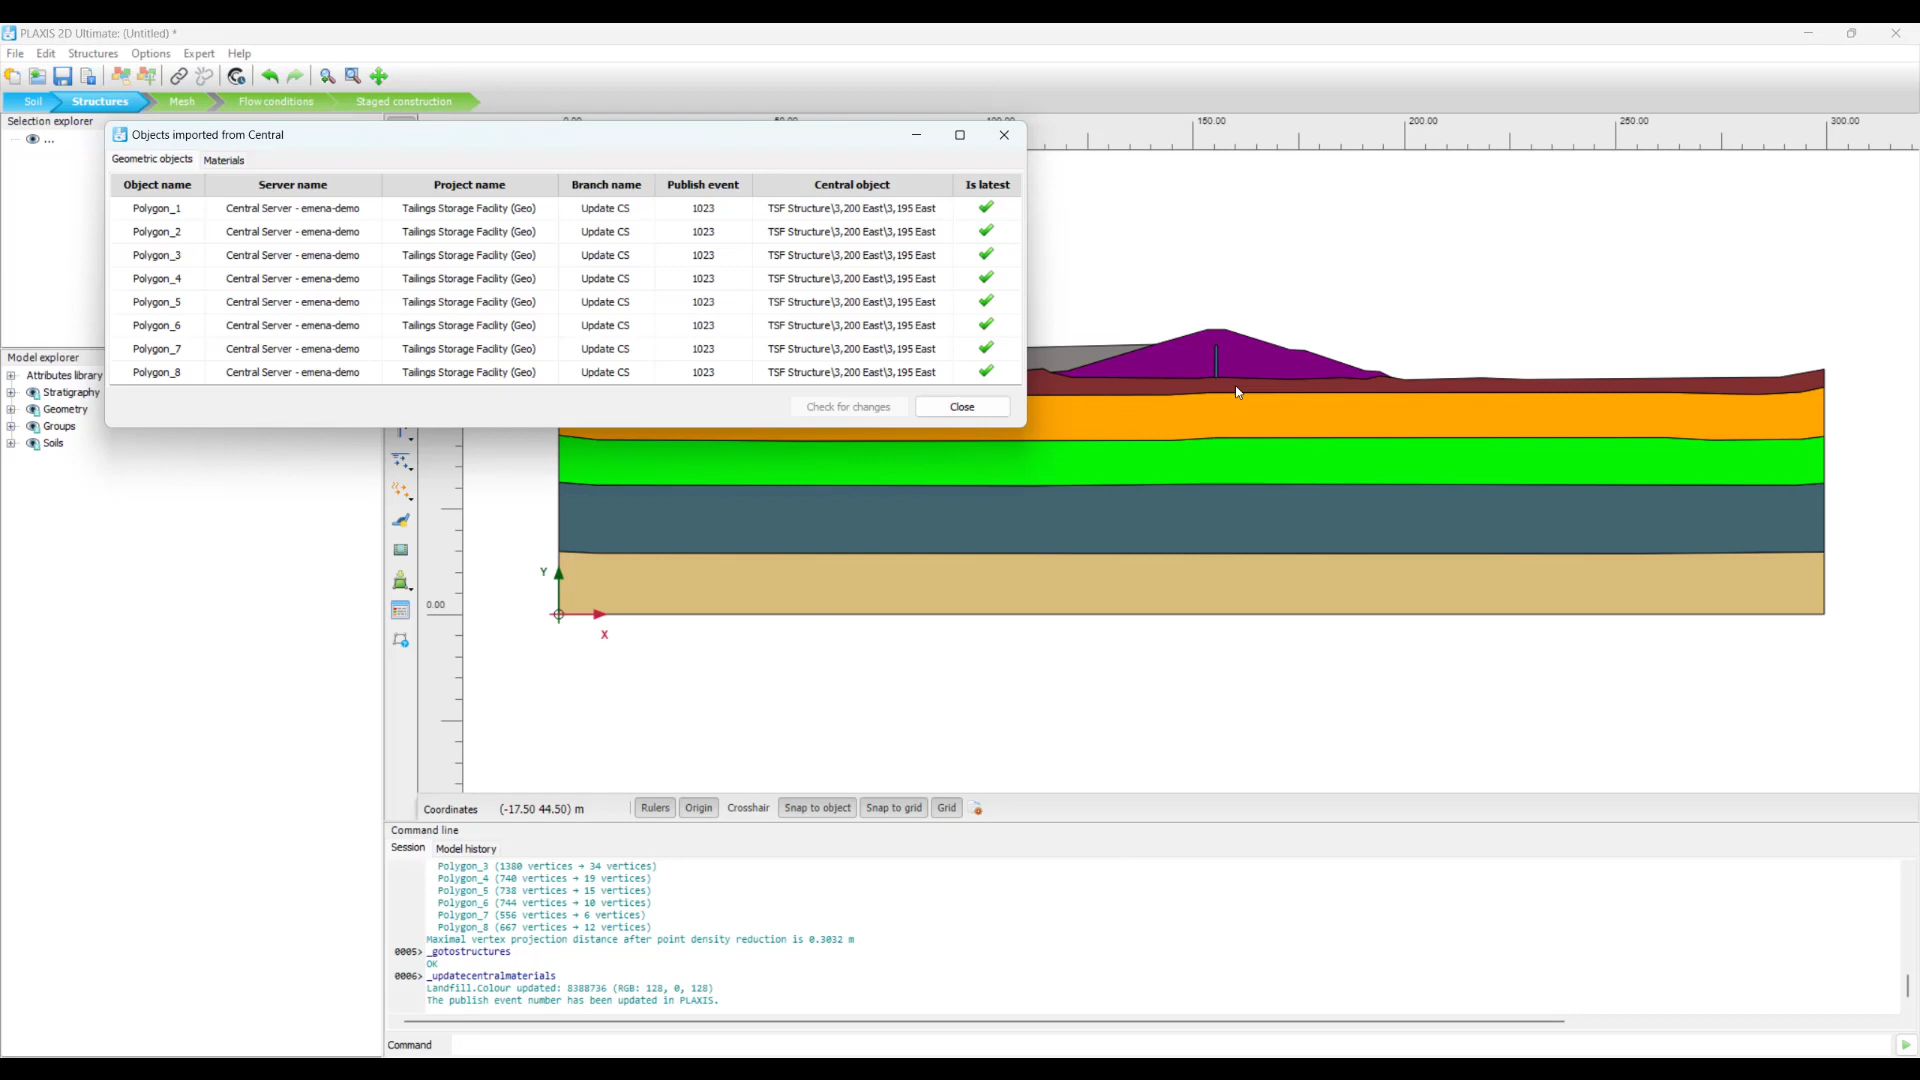 PLAXIS 2D Ultimate: (Untitled) *
File Edit Structures Options Expert Help
Soil Structures Mesh Flow conditions Staged construction
Selection explorer
...
Objects imported from Central
Geometric objects Materials
Object name Server name Project name Branch name Publish event Central object Is latest
Polygon_1 Central Server - emena-demo Tailings Storage Facility (Geo) Update CS 1023 TSF Structure\3,200 East\3,195 East
Polygon_2 Central Server - emena-demo Tailings Storage Facility (Geo) Update CS 1023 TSF Structure\3,200 East\3,195 East
Polygon_3 Central Server - emena-demo Tailings Storage Facility (Geo) Update CS 1023 TSF Structure\3,200 East\3,195 East
Polygon_4 Central Server - emena-demo Tailings Storage Facility (Geo) Update CS 1023 TSF Structure\3,200 East\3,195 East
Polygon_5 Central Server - emena-demo Tailings Storage Facility (Geo) Update CS 1023 TSF Structure\3,200 East\3,195 East
Polygon_6 Central Server - emena-demo Tailings Storage Facility (Geo) Update CS 1023 TSF Structure\3,200 East\3,195 East
Polygon_7 Central Server - emena-demo Tailings Storage Facility (Geo) Update CS 1023 TSF Structure\3,200 East\3,195 East
Polygon_8 Central Server - emena-demo Tailings Storage Facility (Geo) Update CS 1023 TSF Structure\3,200 East\3,195 East
Check for changes Close
150.00 200.00 250.00 300.00
Model explorer
Attributes library
Stratigraphy
Geometry
Groups
Soils
0.00
Y
X
Coordinates (-17.50 44.50) m Rulers Origin Crosshair Snap to object Snap to grid Grid
Command line
Session Model history
Polygon_3 (1380 vertices → 34 vertices)
Polygon_4 (740 vertices → 19 vertices)
Polygon_5 (738 vertices → 15 vertices)
Polygon_6 (744 vertices → 10 vertices)
Polygon_7 (556 vertices → 6 vertices)
Polygon_8 (667 vertices → 12 vertices)
Maximal vertex projection distance after point density reduction is 0.3032 m
0005> _gotostructures
OK
0006> _updatecentralmaterials
Landfill.Colour updated: 8388736 (RGB: 128, 0, 128)
The publish event number has been updated in PLAXIS.
Command